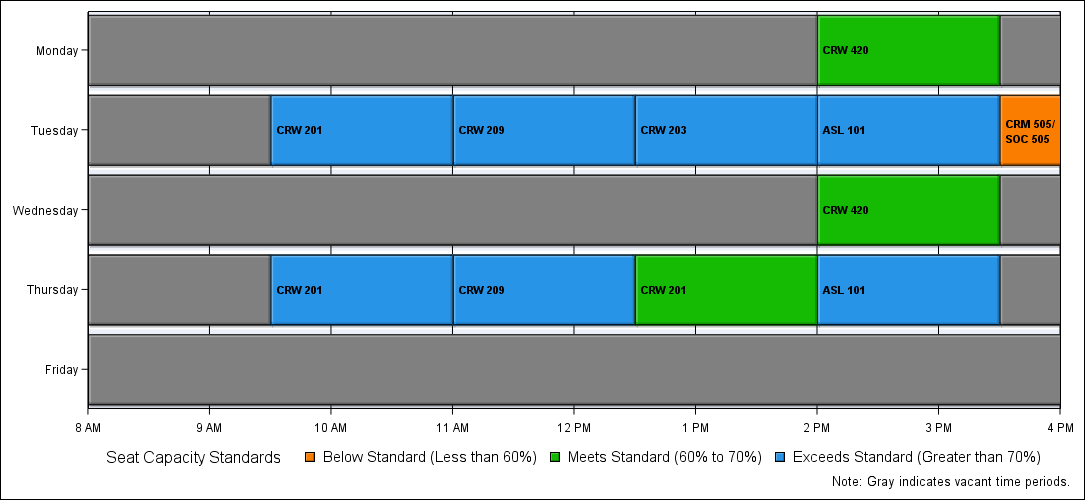 Monday
CRW 420
Tuesday
CRW 201
CRW 209
CRW 203
ASL 101
CRM 505/
SOC 505
Wednesday
CRW 420
Thursday
CRW 201
CRW 209
CRW 201
ASL 101
Friday
8 AM 9 AM 10 AM 11 AM 12 PM 1 PM 2 PM 3 PM 4 PM
Seat Capacity Standards Below Standard (Less than 60%) Meets Standard (60% to 70%) Exceeds Standard (Greater than 70%)
Note: Gray indicates vacant time periods.